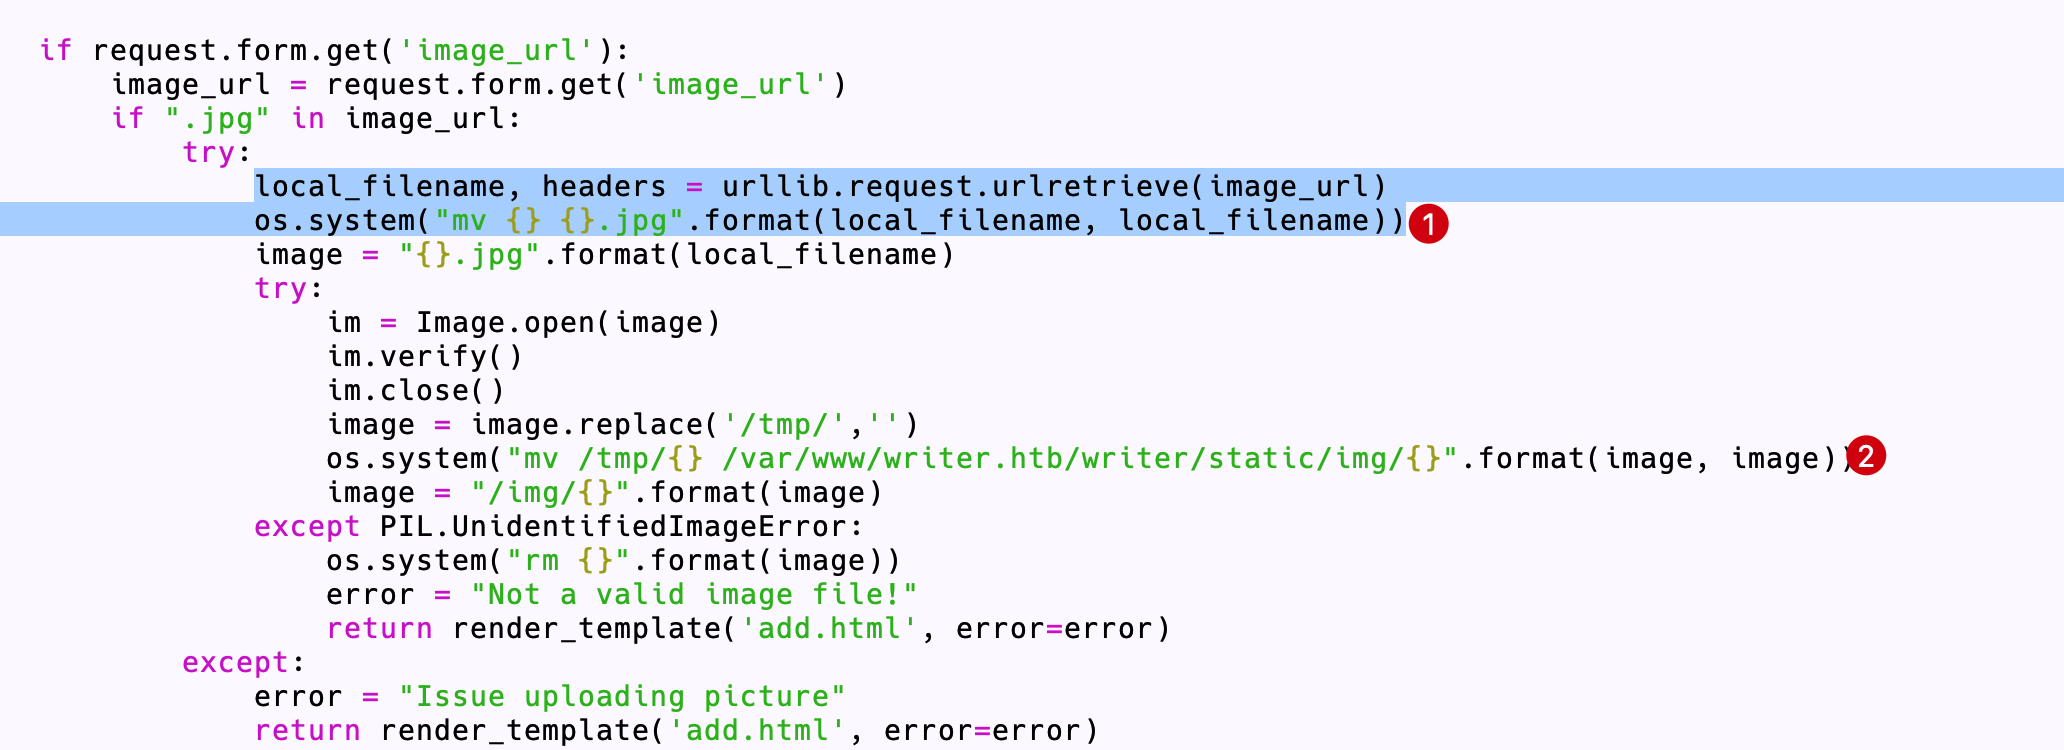 if request.form.get('image_url'):
    image_url = request.form.get('image_url')
    if ".jpg" in image_url:
        try:
            local_filename, headers = urllib.request.urlretrieve(image_url)
            os.system("mv {} {}.jpg".format(local_filename, local_filename)) 1
            image = "{}.jpg".format(local_filename)
            try:
                im = Image.open(image)
                im.verify()
                im.close()
                image = image.replace('/tmp/','')
                os.system("mv /tmp/{} /var/www/writer.htb/writer/static/img/{}".format(image, image)) 2
                image = "/img/{}".format(image)
            except PIL.UnidentifiedImageError:
                os.system("rm {}".format(image))
                error = "Not a valid image file!"
                return render_template('add.html', error=error)
        except:
            error = "Issue uploading picture"
            return render_template('add.html', error=error)